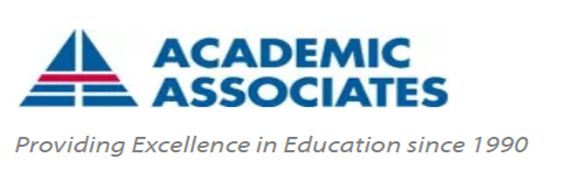 ACADEMIC
ASSOCIATES
Providing Excellence in Education since 1990